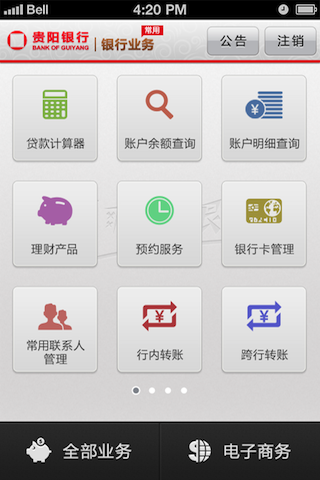 Bell
4:20 PM
贵阳银行
BANK OF GUIYANG
银行业务
常用
公告
注销
贷款计算器
账户余额查询
账户明细查询
理财产品
预约服务
银行卡管理
常用联系人
管理
行内转账
跨行转账
全部业务
电子商务